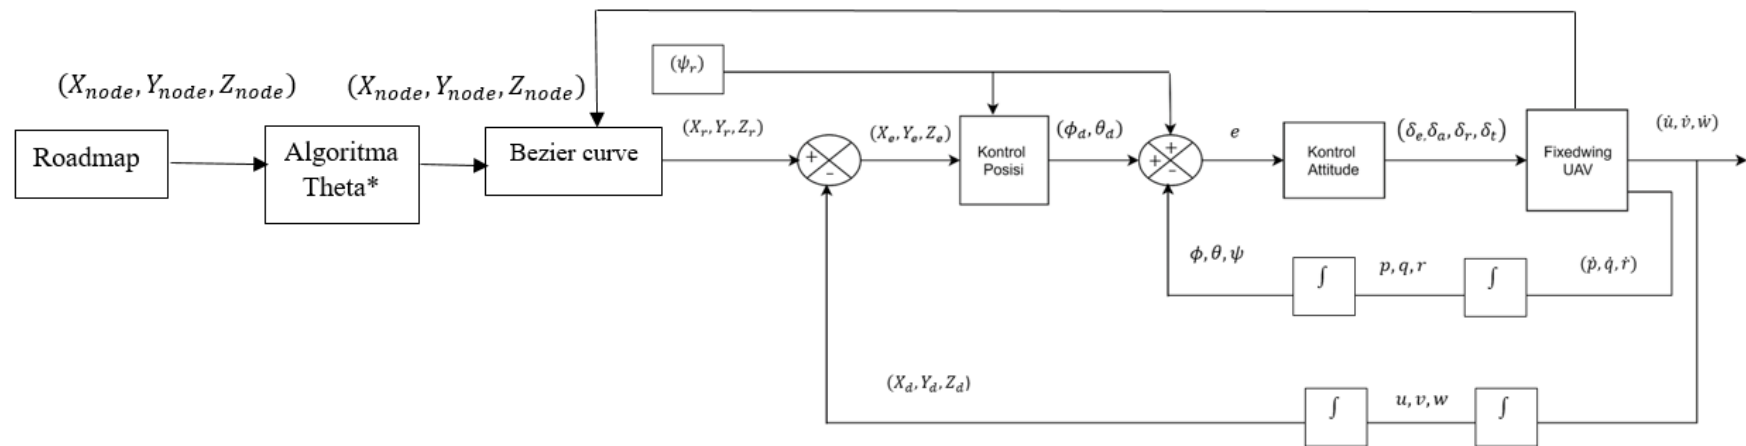 (ψ_r)
(X_node, Y_node, Z_node)
(X_node, Y_node, Z_node)
Roadmap
Algoritma
Theta*
Bezier curve
(X_r, Y_r, Z_r)
+
-
(X_e, Y_e, Z_e)
Kontrol
Posisi
(ϕ_d, θ_d)
+
+
-
e
Kontrol
Attitude
(δ_e, δ_a, δ_r, δ_t)
Fixedwing
UAV
(u̇, v̇, ẇ)
ϕ, θ, ψ
∫
p, q, r
∫
(ṗ, q̇, ṙ)
(X_d, Y_d, Z_d)
∫
u, v, w
∫